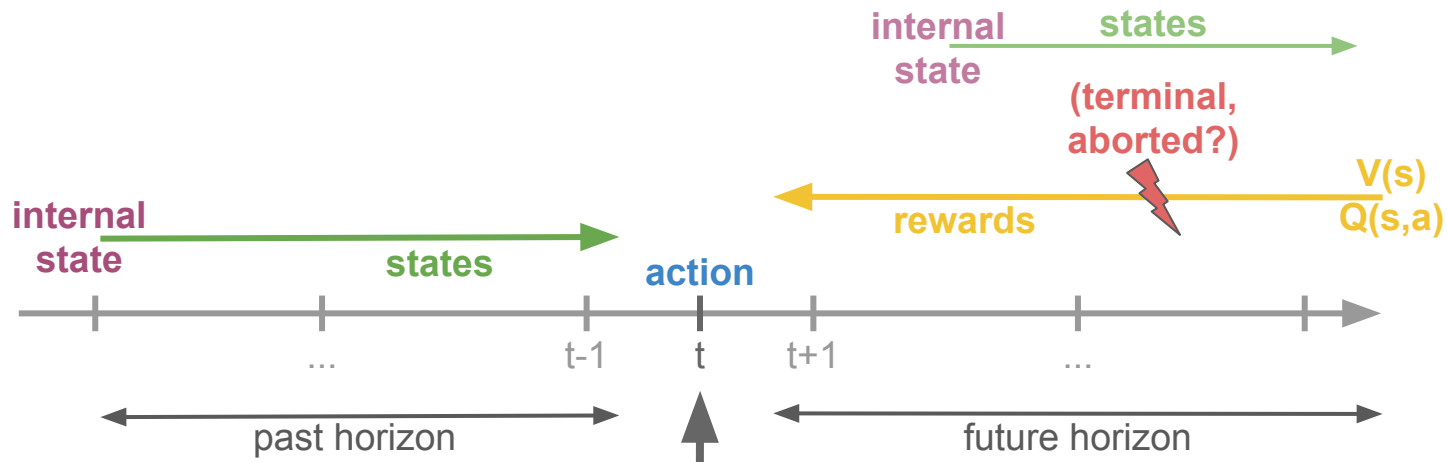 internal
state
states
(terminal,
aborted?)
V(s)
Q(s,a)
rewards
internal
state
states
action
... t-1 t t+1 ...
past horizon
future horizon